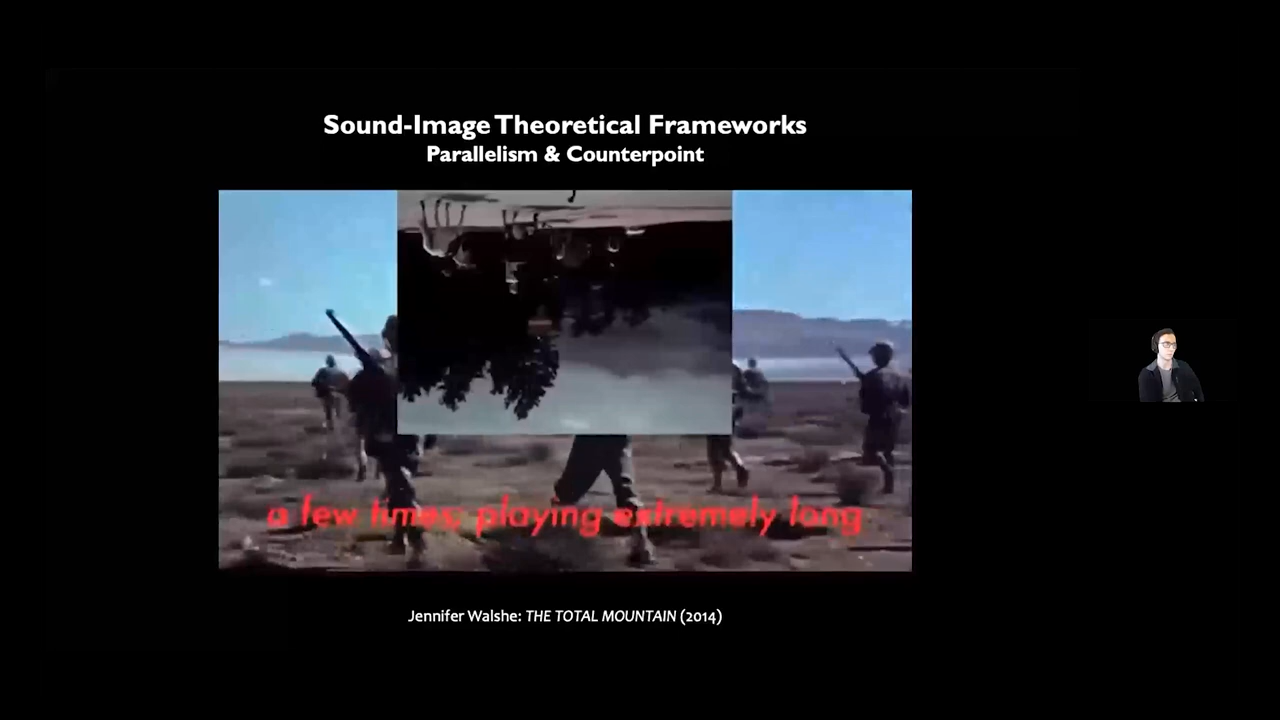 Sound-Image Theoretical Frameworks
Parallelism & Counterpoint
a few times; playing extremely long
Jennifer Walshe: THE TOTAL MOUNTAIN (2014)